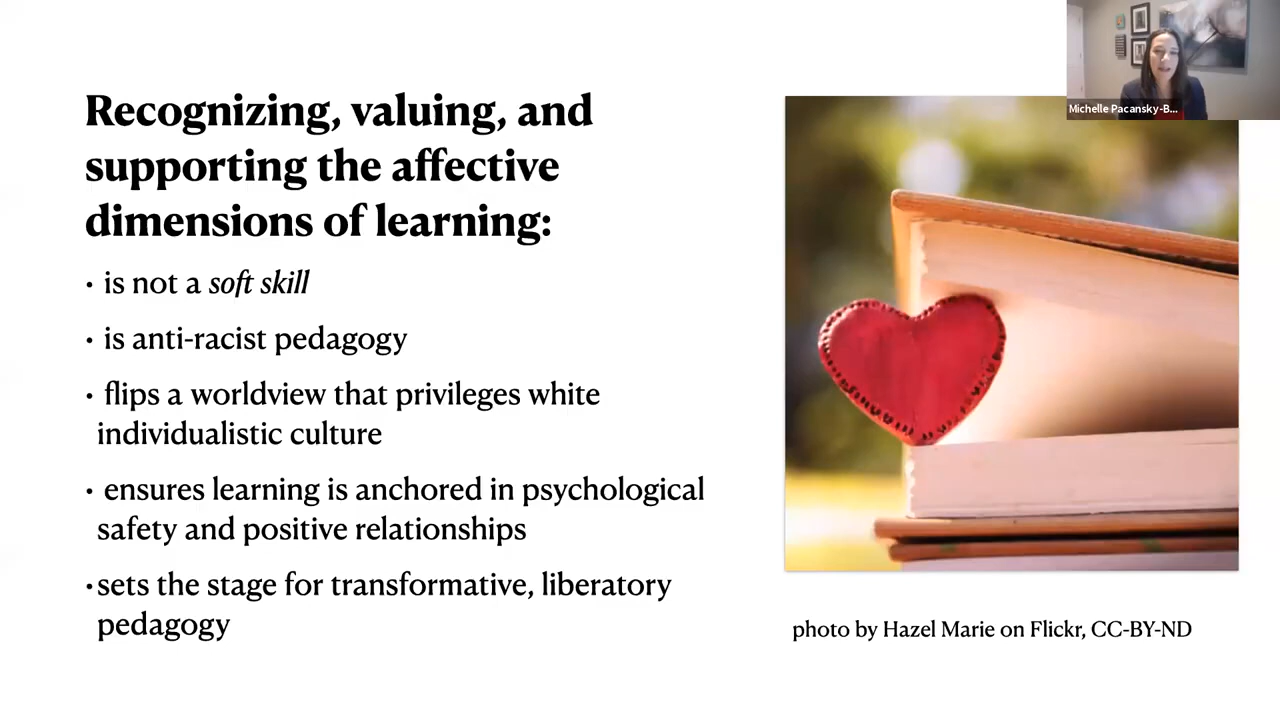 Michelle Pacansky-B...
Recognizing, valuing, and
supporting the affective
dimensions of learning:
• is not a soft skill
• is anti-racist pedagogy
• flips a worldview that privileges white
individualistic culture
• ensures learning is anchored in psychological
safety and positive relationships
• sets the stage for transformative, liberatory
pedagogy
photo by Hazel Marie on Flickr, CC-BY-ND